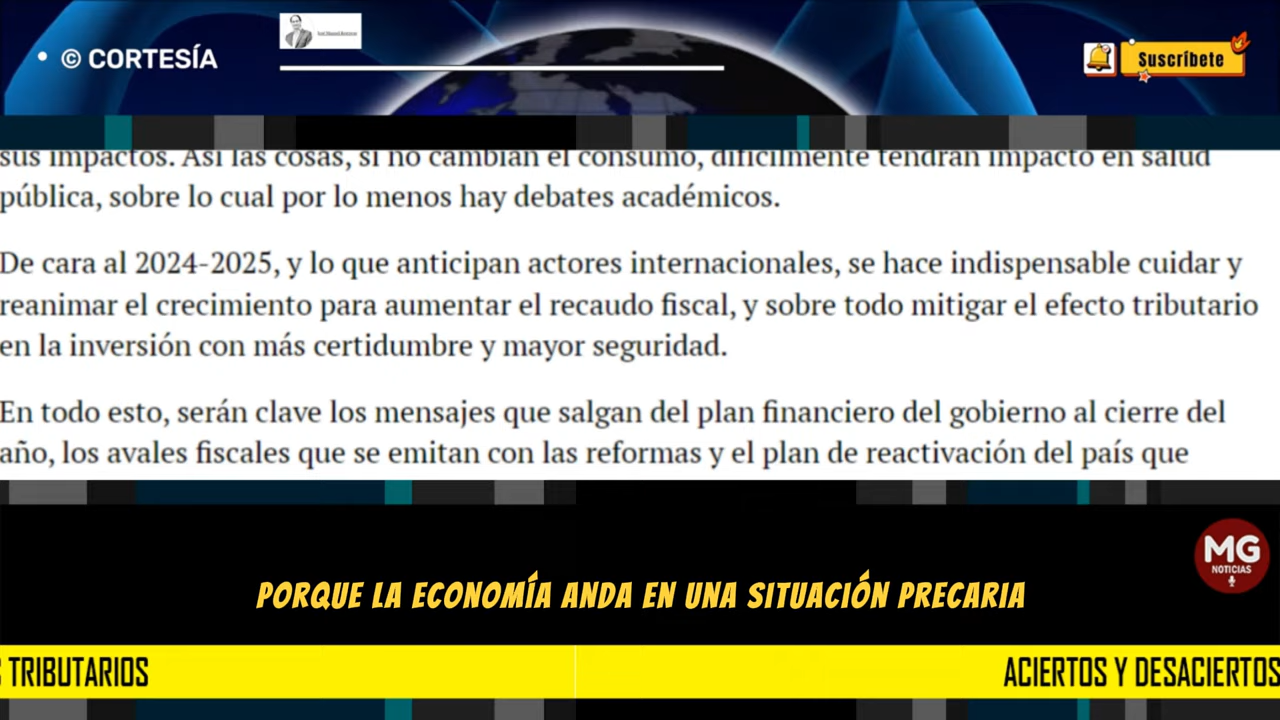 © CORTESÍA
Suscríbete
sus impactos. Así las cosas, si no cambian el consumo, difícilmente tendrán impacto en salud
pública, sobre lo cual por lo menos hay debates académicos.
De cara al 2024-2025, y lo que anticipan actores internacionales, se hace indispensable cuidar y
reanimar el crecimiento para aumentar el recaudo fiscal, y sobre todo mitigar el efecto tributario
en la inversión con más certidumbre y mayor seguridad.
En todo esto, serán clave los mensajes que salgan del plan financiero del gobierno al cierre del
año, los avales fiscales que se emitan con las reformas y el plan de reactivación del país que
MG
NOTICIAS
PORQUE LA ECONOMÍA ANDA EN UNA SITUACIÓN PRECARIA
TRIBUTARIOS
ACIERTOS Y DESACIERTOS